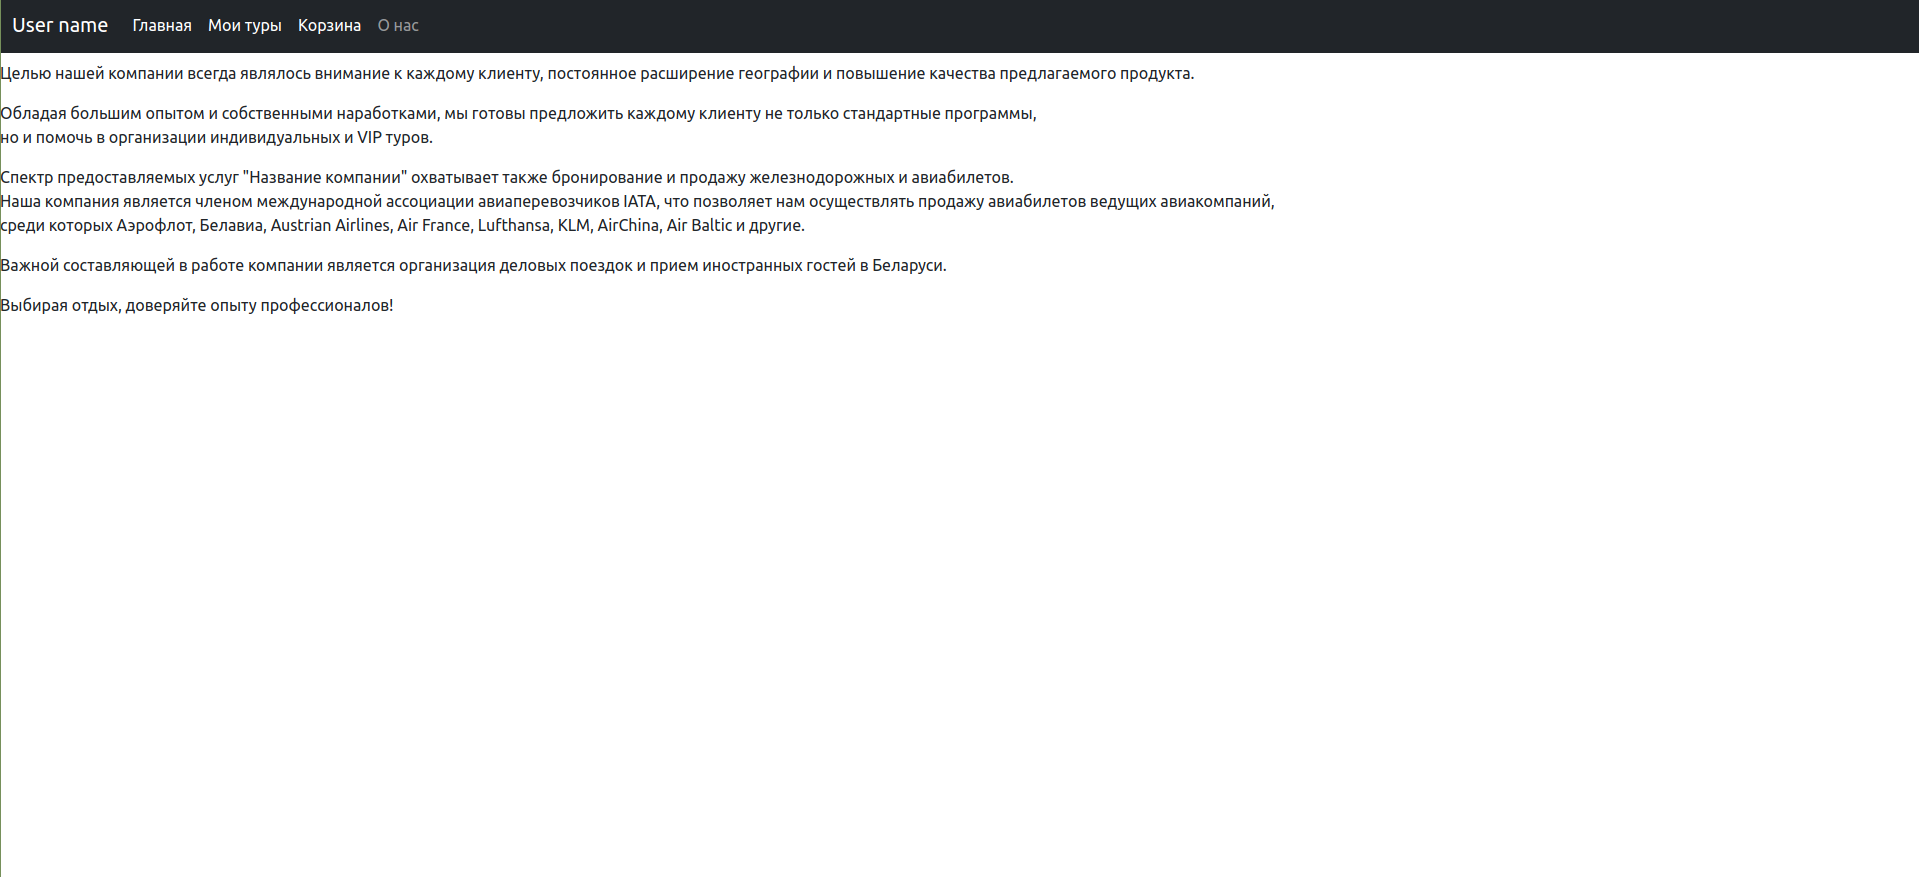 User name Главная Мои туры Корзина О нас
Целью нашей компании всегда являлось внимание к каждому клиенту, постоянное расширение географии и повышение качества предлагаемого продукта.
Обладая большим опытом и собственными наработками, мы готовы предложить каждому клиенту не только стандартные программы,
но и помочь в организации индивидуальных и VIP туров.
Спектр предоставляемых услуг "Название компании" охватывает также бронирование и продажу железнодорожных и авиабилетов.
Наша компания является членом международной ассоциации авиаперевозчиков IATA, что позволяет нам осуществлять продажу авиабилетов ведущих авиакомпаний,
среди которых Аэрофлот, Белавиа, Austrian Airlines, Air France, Lufthansa, KLM, AirChina, Air Baltic и другие.
Важной составляющей в работе компании является организация деловых поездок и прием иностранных гостей в Беларуси.
Выбирая отдых, доверяйте опыту профессионалов!